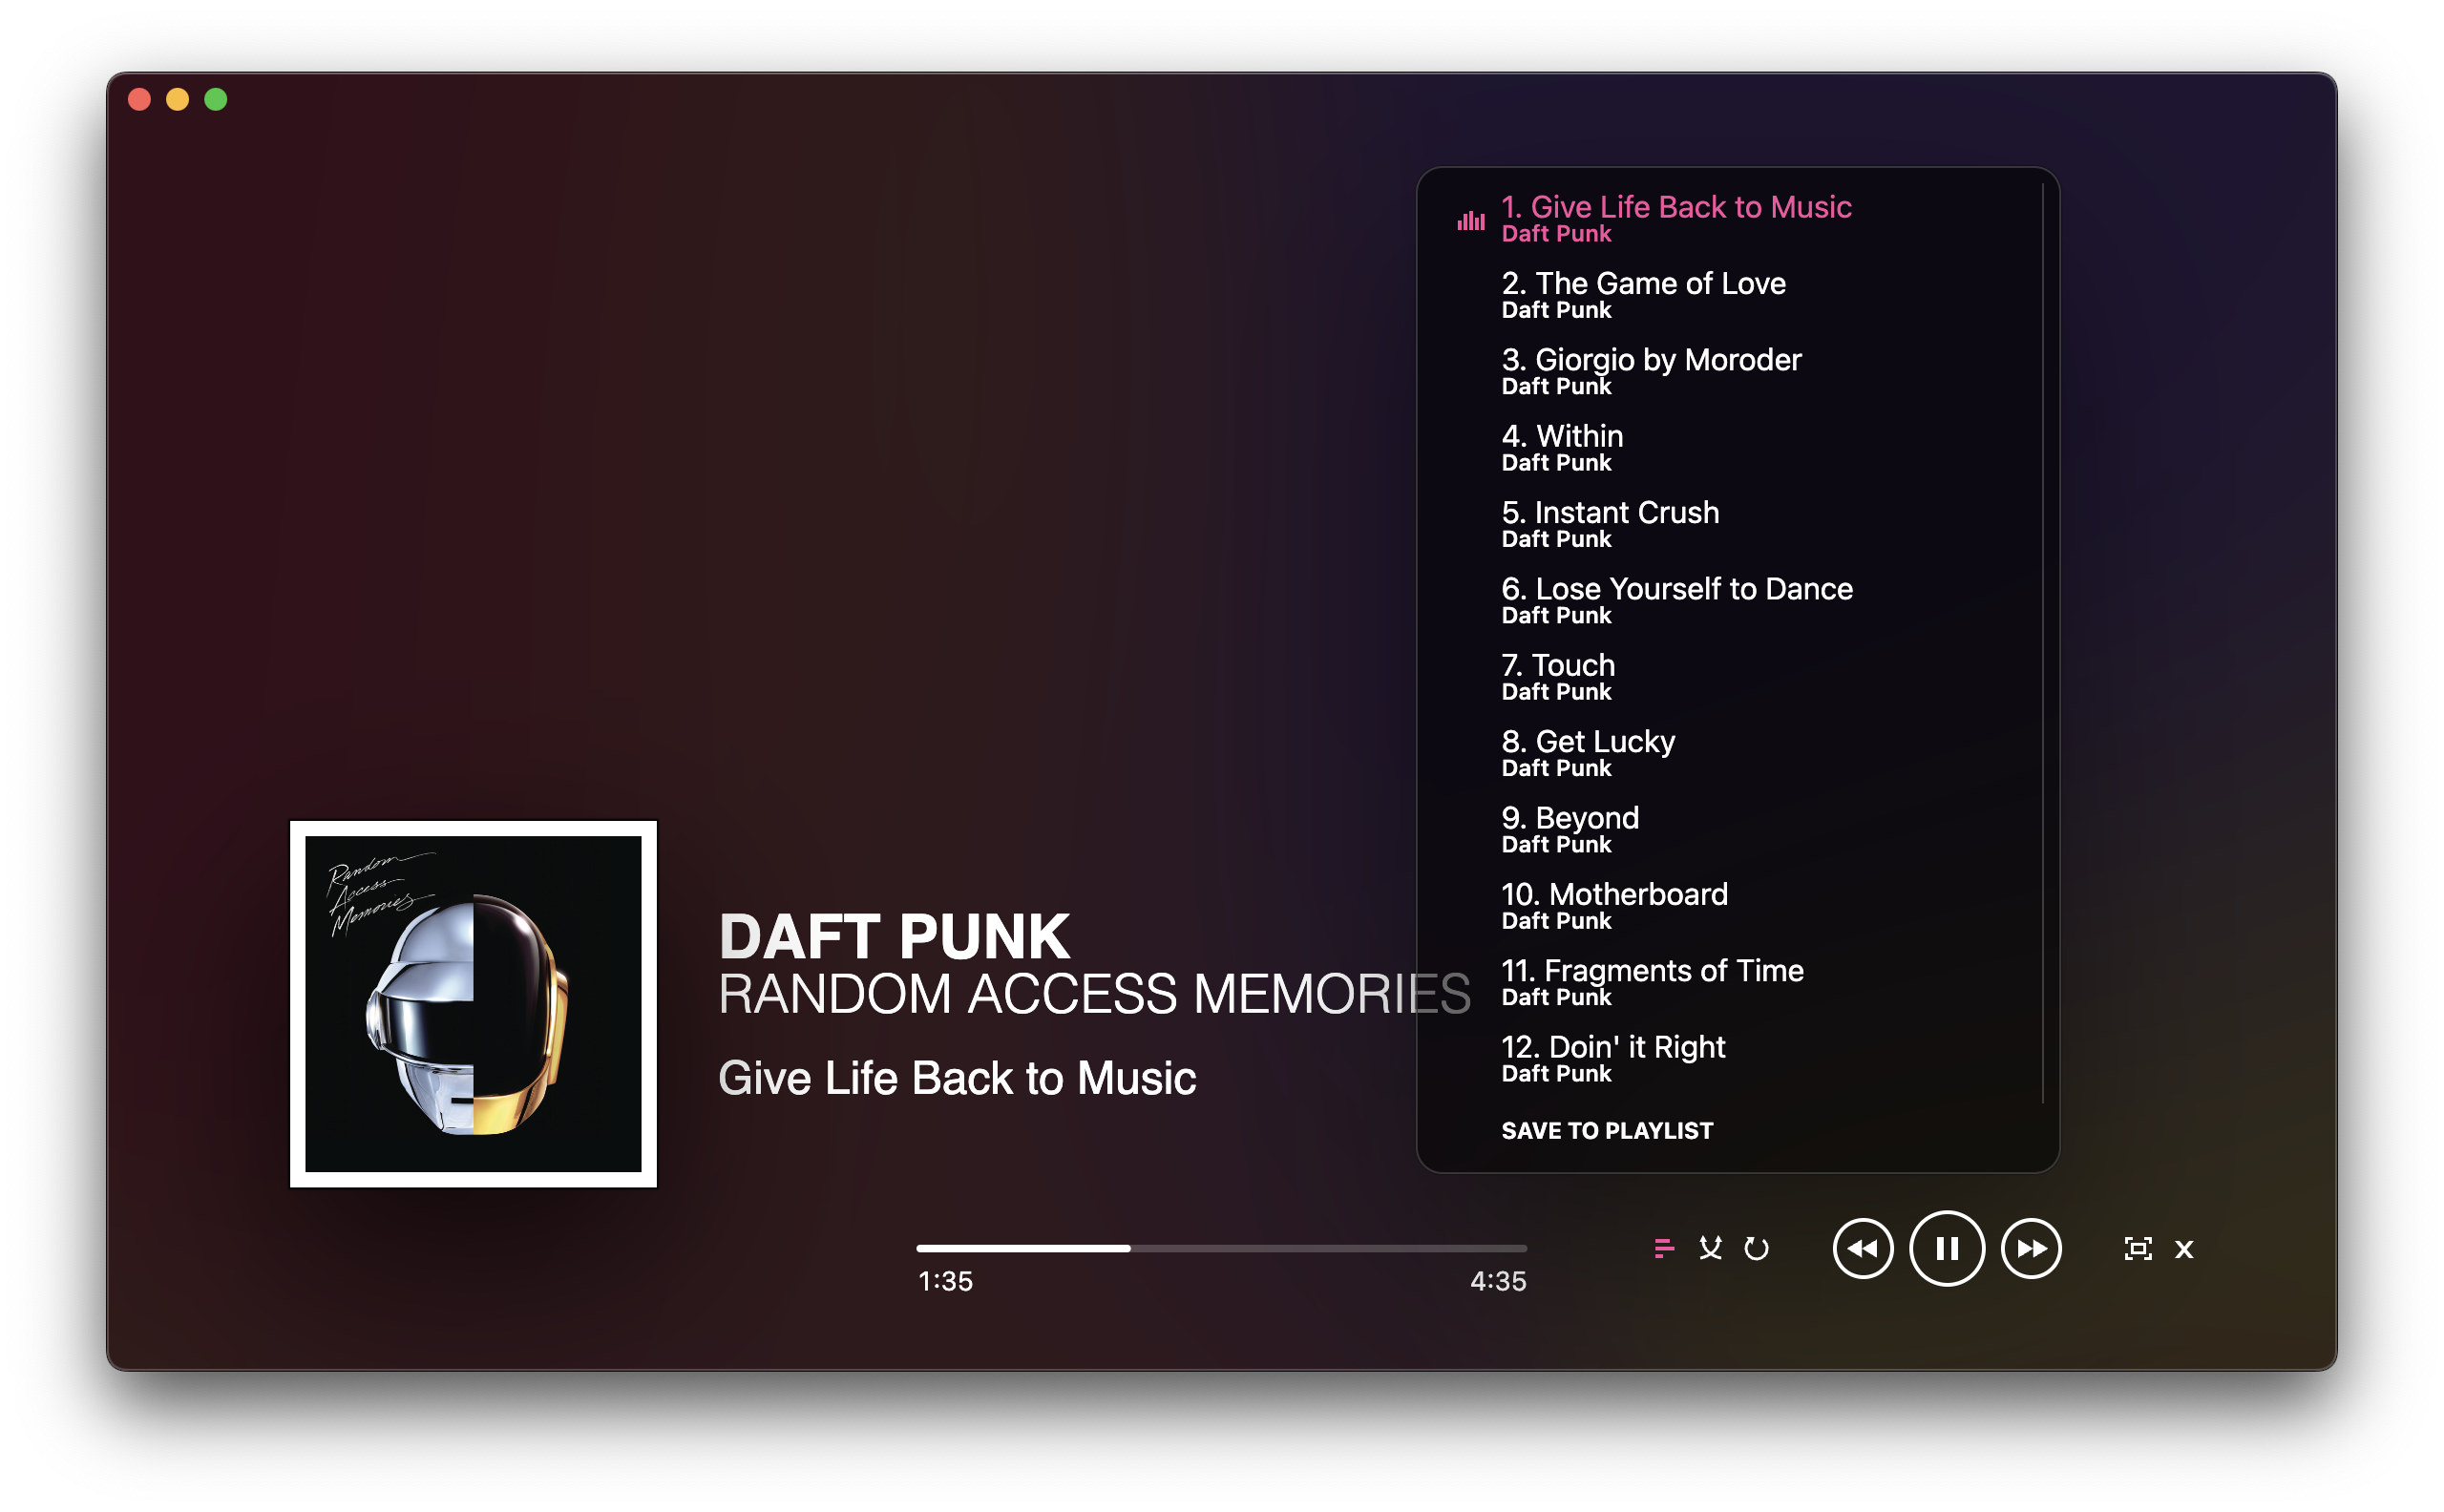 1. Give Life Back to Music
Daft Punk
2. The Game of Love
Daft Punk
3. Giorgio by Moroder
Daft Punk
4. Within
Daft Punk
5. Instant Crush
Daft Punk
6. Lose Yourself to Dance
Daft Punk
7. Touch
Daft Punk
8. Get Lucky
Daft Punk
9. Beyond
Daft Punk
10. Motherboard
Daft Punk
11. Fragments of Time
Daft Punk
12. Doin' it Right
Daft Punk
SAVE TO PLAYLIST
Random
Access
Memories
DAFT PUNK
RANDOM ACCESS MEMORIES
Give Life Back to Music
1:35
4:35